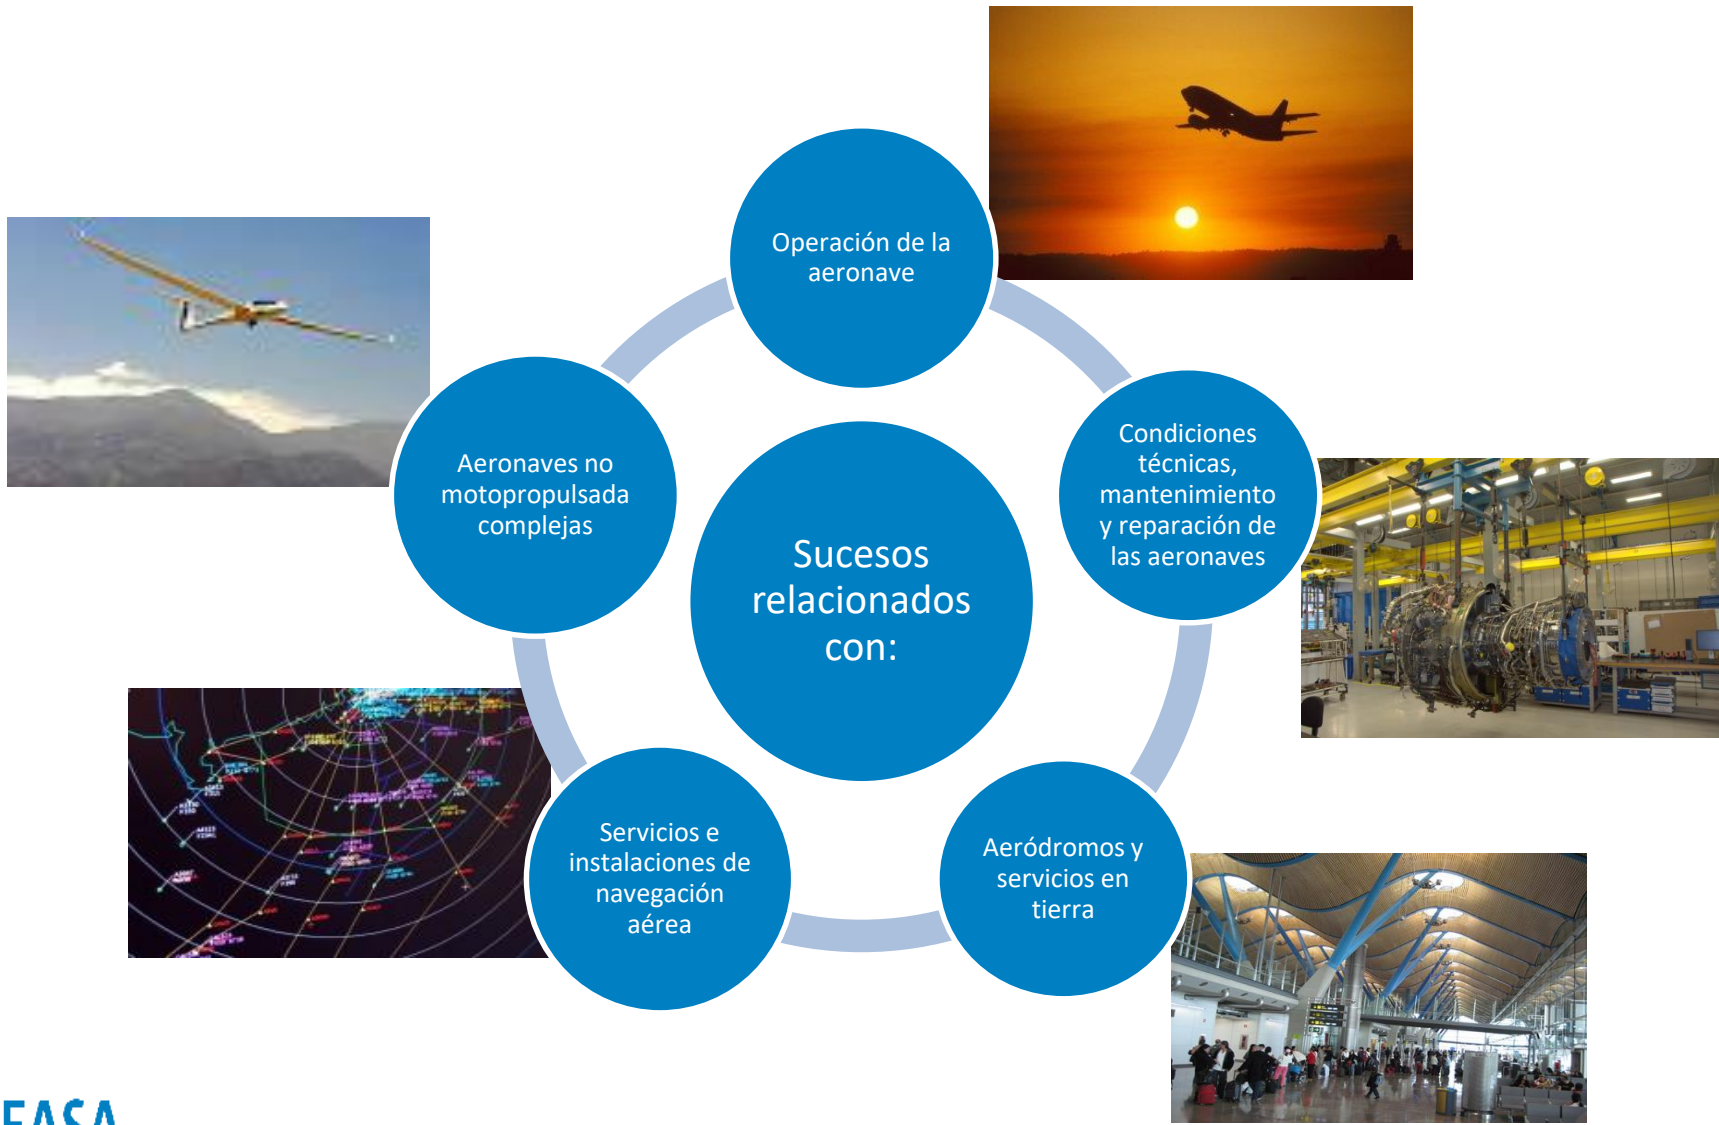 Operación de la
aeronave
Condiciones
técnicas,
mantenimiento
y reparación de
las aeronaves
Aeronaves no
motopropulsada
complejas
Sucesos
relacionados
con:
Servicios e
instalaciones de
navegación
aérea
Aeródromos y
servicios en
tierra